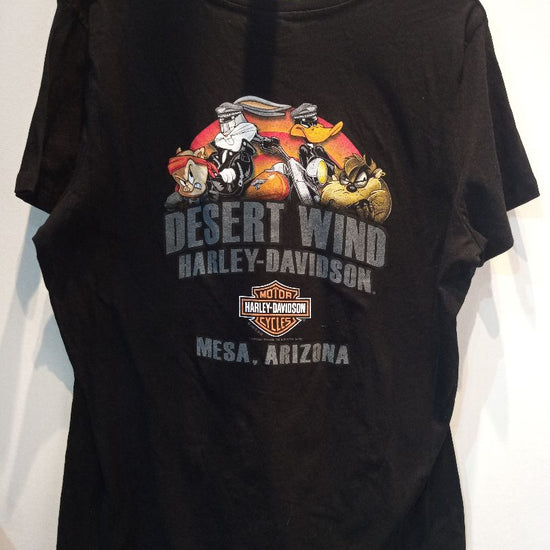 DESERT WIND
HARLEY-DAVIDSON
MOTOR
HARLEY-DAVIDSON
CYCLES
MESA, ARIZONA